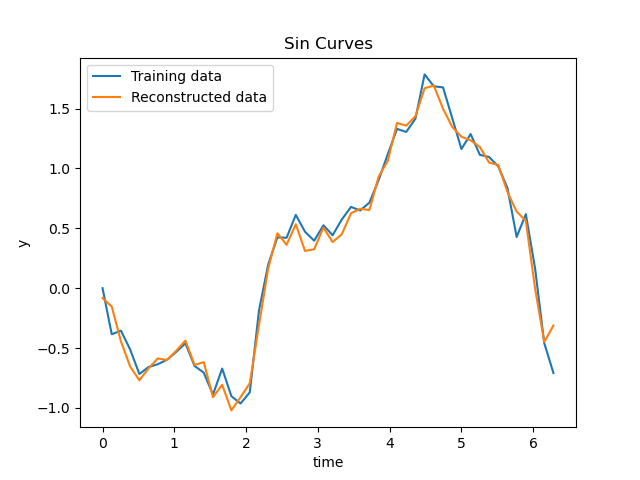 Sin Curves
Training data
Reconstructed data
y
1.5
1.0
0.5
0.0
−0.5
−1.0
0 1 2 3 4 5 6
time